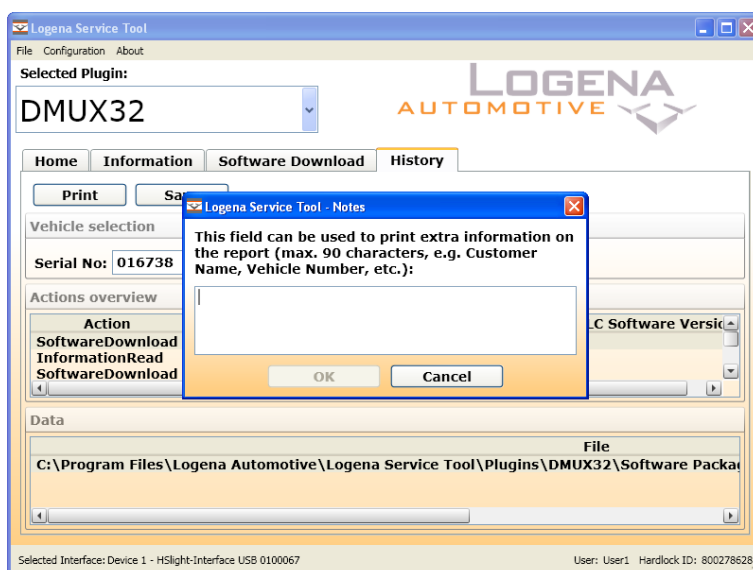 Logena Service Tool
File Configuration About
Selected Plugin:
DMUX32
LOGENA
AUTOMOTIVE
Home Information Software Download History
Print
Logena Service Tool - Notes
Vehicle selection
This field can be used to print extra information on
the report (max. 90 characters, e.g. Customer
Name, Vehicle Number, etc.):
Serial No: 016738
Actions overview
Action LC Software Versic
SoftwareDownload
InformationRead
SoftwareDownload
OK Cancel
Data
File
C:\Program Files\Logena Automotive\Logena Service Tool\Plugins\DMUX32\Software Packa
Selected Interface: Device 1 - HSlight-Interface USB 0100067 User: User1 Hardlock ID: 800278628